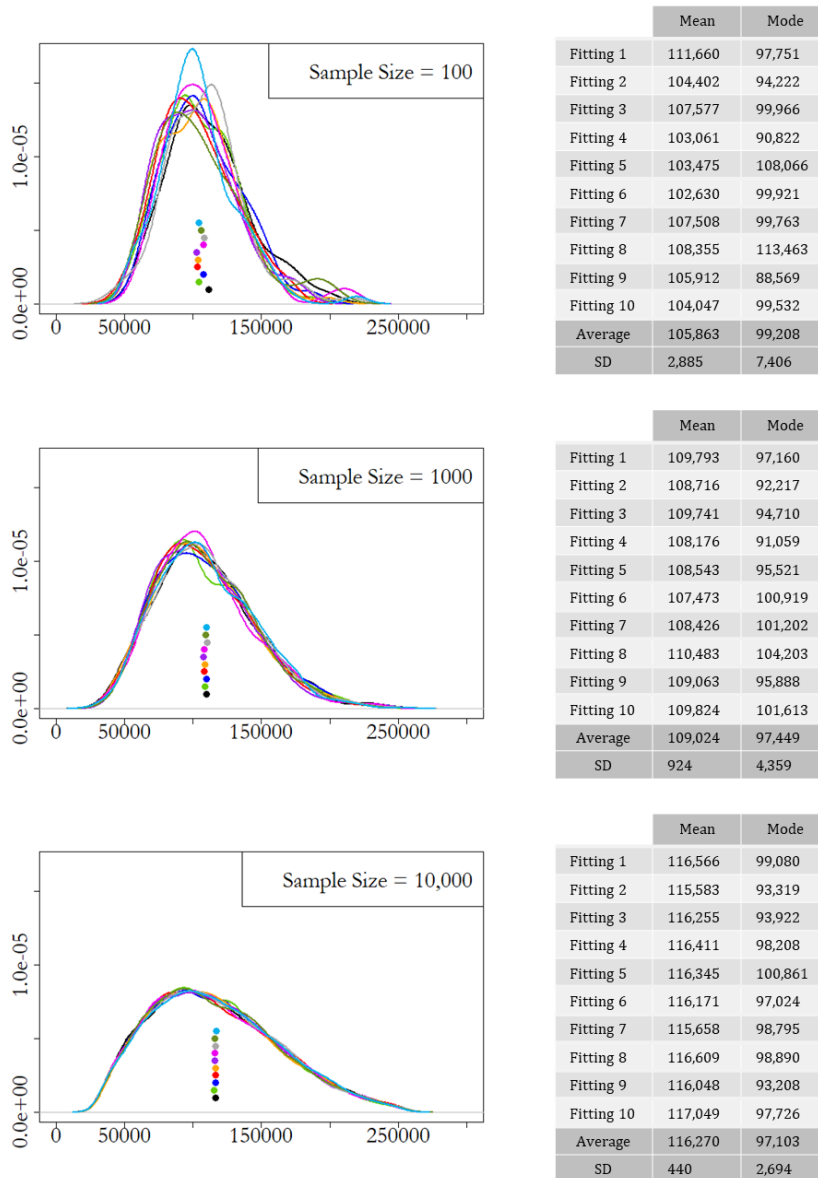 Sample Size = 100
0.0e+00 1.0e-05
0 50000 150000 250000
Mean Mode
Fitting 1 111,660 97,751
Fitting 2 104,402 94,222
Fitting 3 107,577 99,966
Fitting 4 103,061 90,822
Fitting 5 103,475 108,066
Fitting 6 102,630 99,921
Fitting 7 107,508 99,763
Fitting 8 108,355 113,463
Fitting 9 105,912 88,569
Fitting 10 104,047 99,532
Average 105,863 99,208
SD 2,885 7,406
Sample Size = 1000
0.0e+00 1.0e-05
0 50000 150000 250000
Mean Mode
Fitting 1 109,793 97,160
Fitting 2 108,716 92,217
Fitting 3 109,741 94,710
Fitting 4 108,176 91,059
Fitting 5 108,543 95,521
Fitting 6 107,473 100,919
Fitting 7 108,426 101,202
Fitting 8 110,483 104,203
Fitting 9 109,063 95,888
Fitting 10 109,824 101,613
Average 109,024 97,449
SD 924 4,359
Sample Size = 10,000
0.0e+00 1.0e-05
0 50000 150000 250000
Mean Mode
Fitting 1 116,566 99,080
Fitting 2 115,583 93,319
Fitting 3 116,255 93,922
Fitting 4 116,411 98,208
Fitting 5 116,345 100,861
Fitting 6 116,171 97,024
Fitting 7 115,658 98,795
Fitting 8 116,609 98,890
Fitting 9 116,048 93,208
Fitting 10 117,049 97,726
Average 116,270 97,103
SD 440 2,694